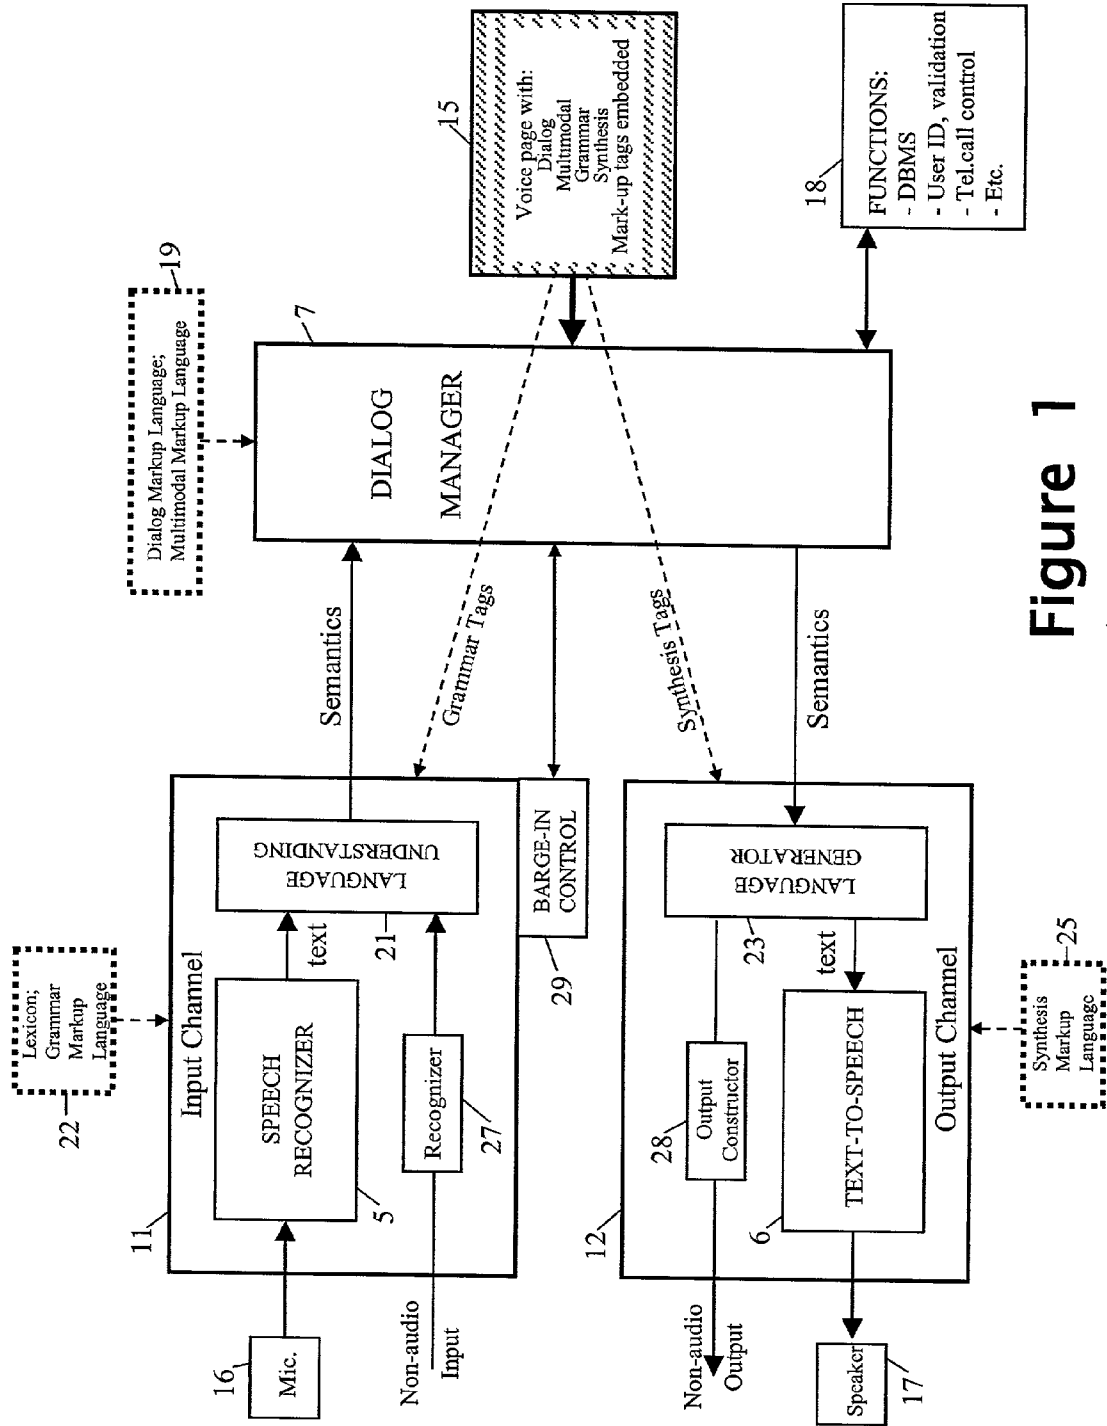 22
Lexicon;
Grammar
Markup
Language
19
Dialog Markup Language;
Multimodal Markup Language
11
Input Channel
16
Mic.
SPEECH
RECOGNIZER
5
text
LANGUAGE
UNDERSTANDING
21
Non-audio
Input
Recognizer
27
Semantics
Grammar Tags
BARGE-IN
CONTROL
29
7
DIALOG
MANAGER
15
Voice page with:
Dialog
Multimodal
Grammar
Synthesis
Mark-up tags embedded
Synthesis Tags
Semantics
12
Non-audio
Output
28
Output
Constructor
23
LANGUAGE
GENERATOR
text
6
TEXT-TO-SPEECH
Output Channel
Speaker
17
25
Synthesis
Markup
Language
18
FUNCTIONS:
- DBMS
- User ID, validation
- Tel.call control
- Etc.
Figure 1